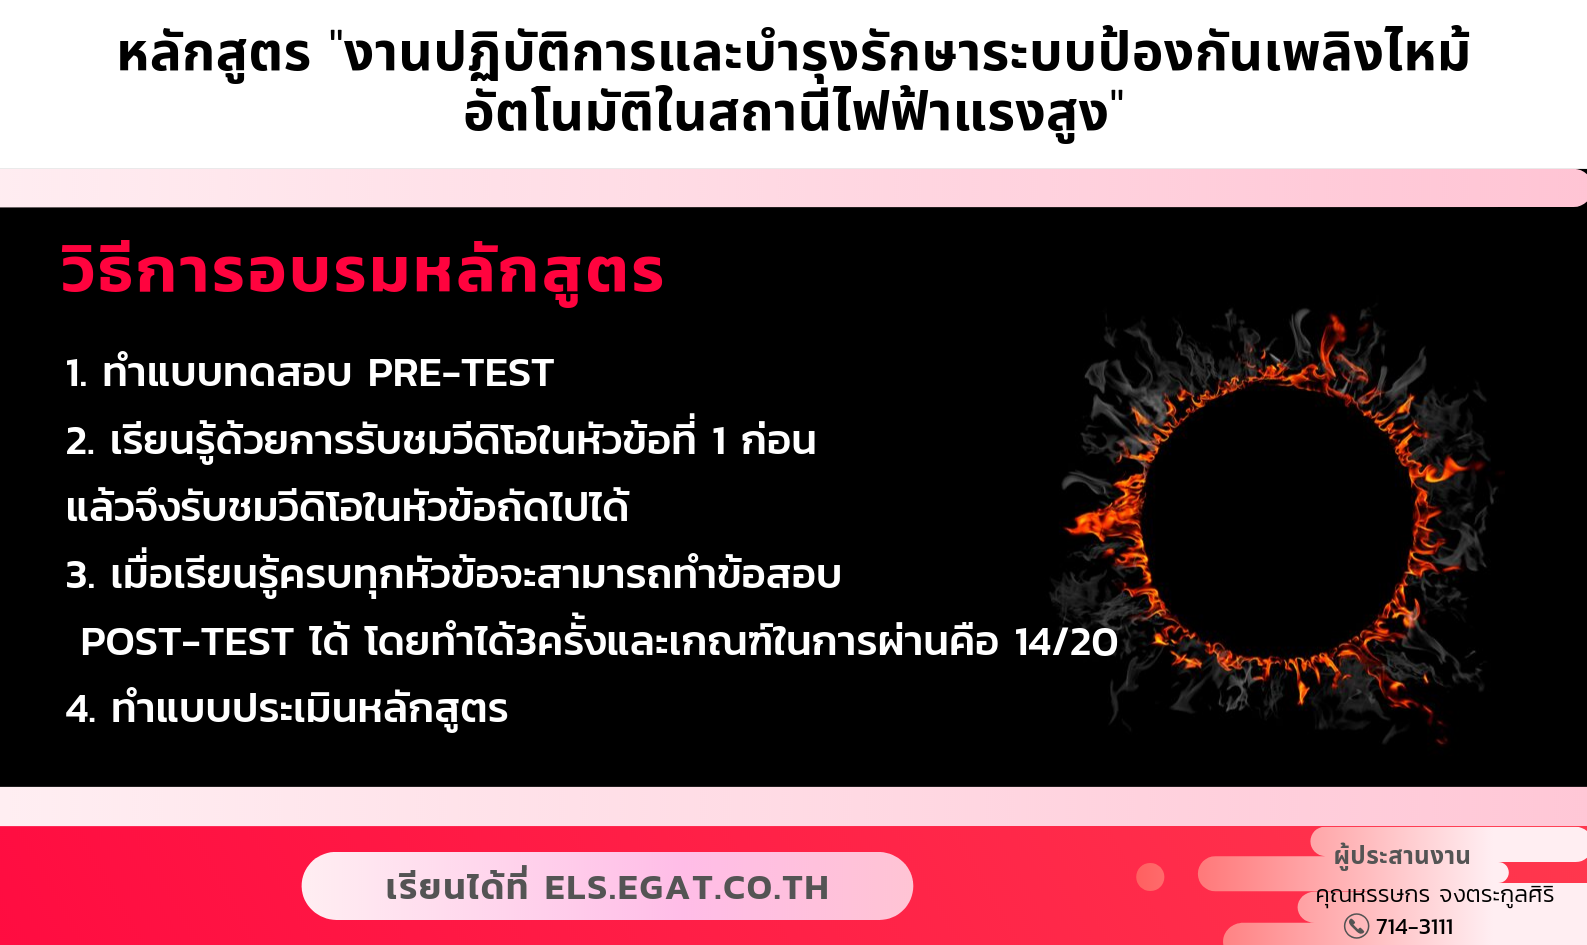 หลักสูตร "งานปฏิบัติการและบำรุงรักษาระบบป้องกันเพลิงไหม้
อัตโนมัติในสถานีไฟฟ้าแรงสูง"
วิธีการอบรมหลักสูตร
1. ทำแบบทดสอบ PRE-TEST
2. เรียนรู้ด้วยการรับชมวีดิโอในหัวข้อที่ 1 ก่อน
แล้วจึงรับชมวีดิโอในหัวข้อถัดไปได้
3. เมื่อเรียนรู้ครบทุกหัวข้อจะสามารถทำข้อสอบ
POST-TEST ได้ โดยทำได้3ครั้งและเกณฑ์ในการผ่านคือ 14/20
4. ทำแบบประเมินหลักสูตร
เรียนได้ที่ ELS.EGAT.CO.TH
ผู้ประสานงาน
คุณหรรษกร จงตระกูลศิริ
714-3111